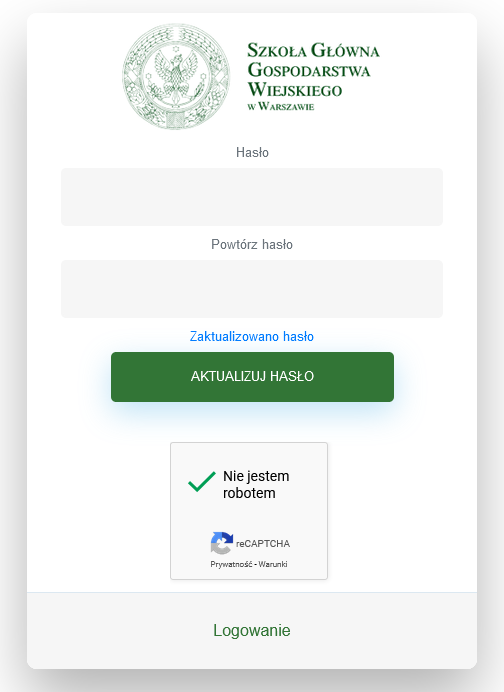 Szkoła Główna
Gospodarstwa
Wiejskiego
w Warszawie
Hasło
Powtórz hasło
Zaktualizowano hasło
AKTUALIZUJ HASŁO
Nie jestem
robotem
reCAPTCHA
Prywatność - Warunki
Logowanie